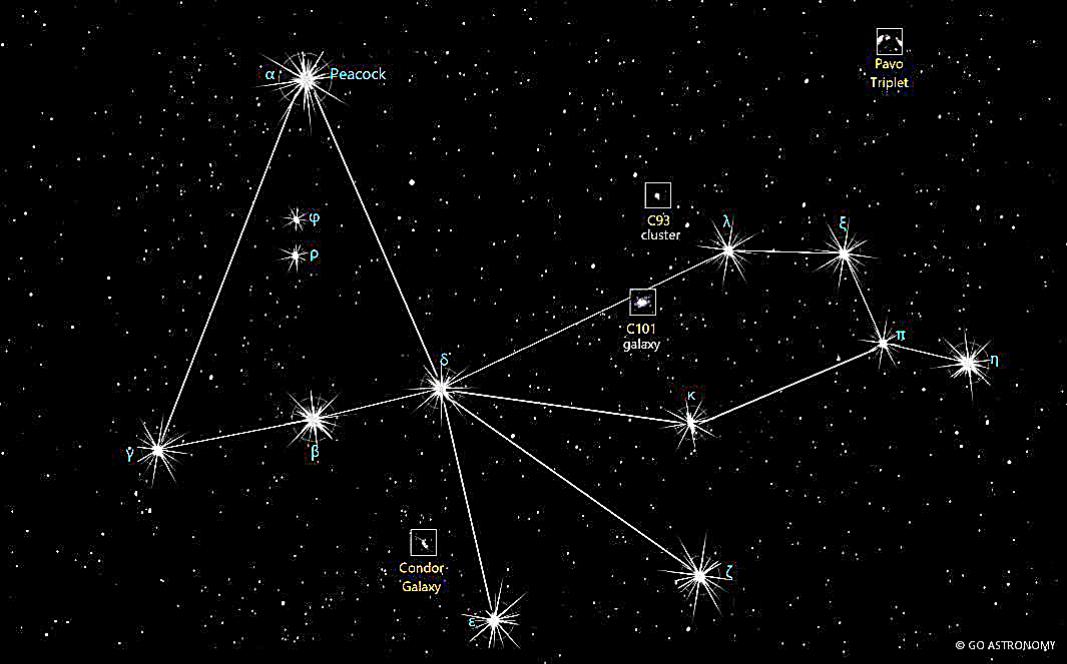 Pavo
Triplet
α
Peacock
φ
ρ
C93
cluster
λ
ξ
C101
galaxy
π
η
δ
κ
γ
β
Condor
Galaxy
ζ
ε
© GO ASTRONOMY